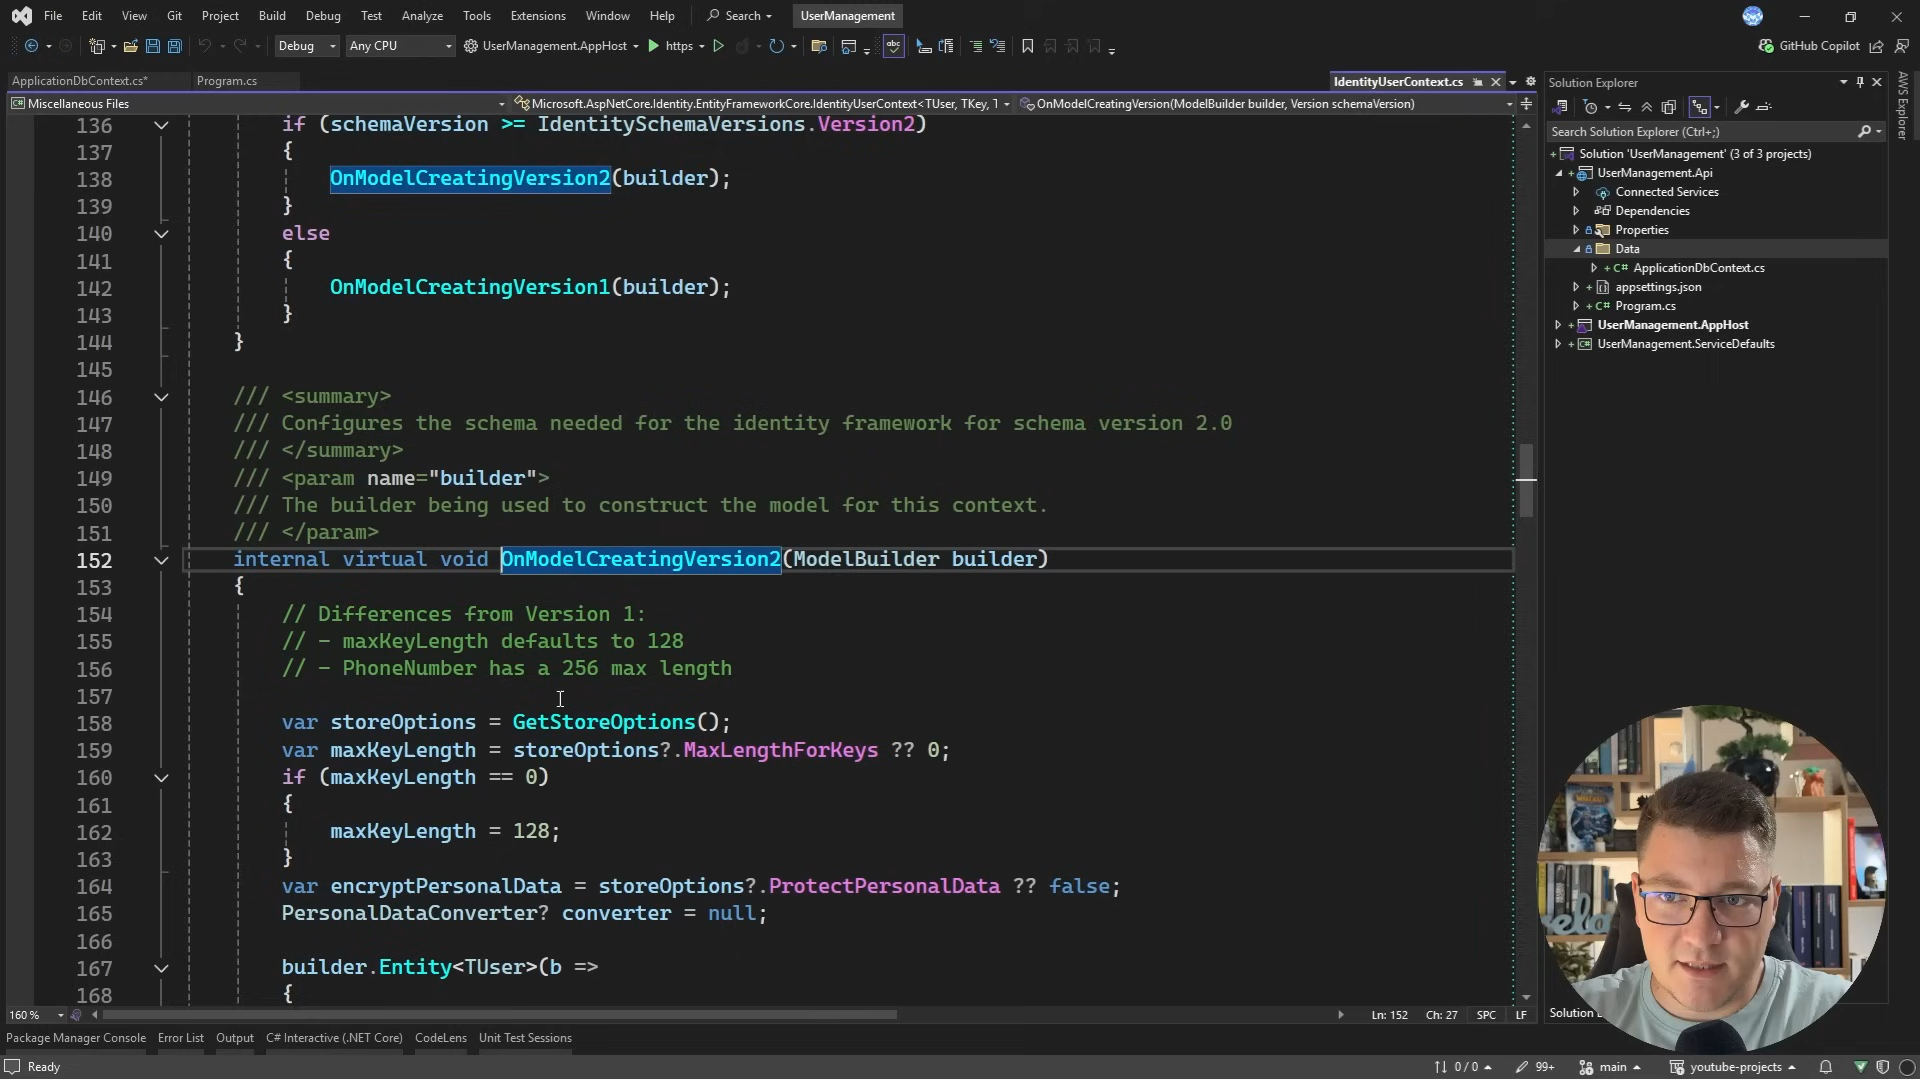 File Edit View Git Project Build Debug Test Analyze Tools Extensions Window Help Search UserManagement
Debug Any CPU UserManagement.AppHost https GitHub Copilot
ApplicationDbContext.cs* Program.cs IdentityUserContext.cs
Miscellaneous Files Microsoft.AspNetCore.Identity.EntityFrameworkCore.IdentityUserContext<TUser, TKey, T OnModelCreatingVersion(ModelBuilder builder, Version schemaVersion)
136 if (schemaVersion >= IdentitySchemaVersions.Version2)
137 {
138 OnModelCreatingVersion2(builder);
139 }
140 else
141 {
142 OnModelCreatingVersion1(builder);
143 }
144 }
145
146 /// <summary>
147 /// Configures the schema needed for the identity framework for schema version 2.0
148 /// </summary>
149 /// <param name="builder">
150 /// The builder being used to construct the model for this context.
151 /// </param>
152 internal virtual void OnModelCreatingVersion2(ModelBuilder builder)
153 {
154 // Differences from Version 1:
155 // - maxKeyLength defaults to 128
156 // - PhoneNumber has a 256 max length
157
158 var storeOptions = GetStoreOptions();
159 var maxKeyLength = storeOptions?.MaxLengthForKeys ?? 0;
160 if (maxKeyLength == 0)
161 {
162 maxKeyLength = 128;
163 }
164 var encryptPersonalData = storeOptions?.ProtectPersonalData ?? false;
165 PersonalDataConverter? converter = null;
166
167 builder.Entity<TUser>(b =>
168 {
160 % Ln: 152 Ch: 27 SPC LF
Package Manager Console Error List Output C# Interactive (.NET Core) CodeLens Unit Test Sessions
Ready 0 / 0 99+ main youtube-projects
Solution Explorer
Search Solution Explorer (Ctrl+;)
Solution 'UserManagement' (3 of 3 projects)
UserManagement.Api
Connected Services
Dependencies
Properties
Data
C# ApplicationDbContext.cs
appsettings.json
C# Program.cs
UserManagement.AppHost
UserManagement.ServiceDefaults
AWS Explorer